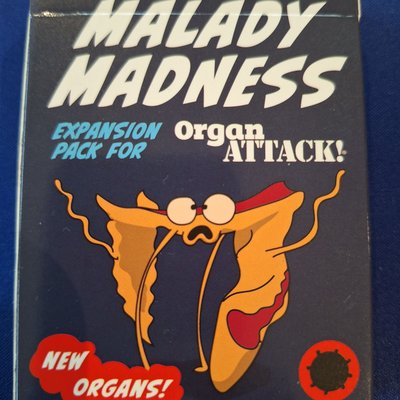 MALADY
MADNESS
EXPANSION
PACK FOR
Organ
ATTACK!
NEW
ORGANS!